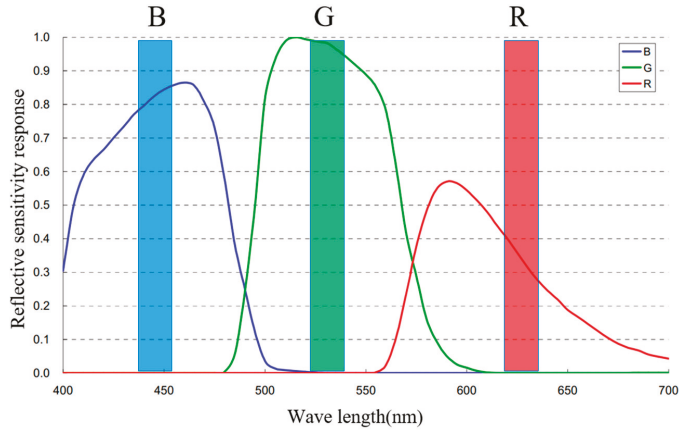 B G R
1.0
0.9
0.8
0.7
0.6
0.5
0.4
0.3
0.2
0.1
0.0
Reflective sensitivity response
B
G
R
400 450 500 550 600 650 700
Wave length(nm)